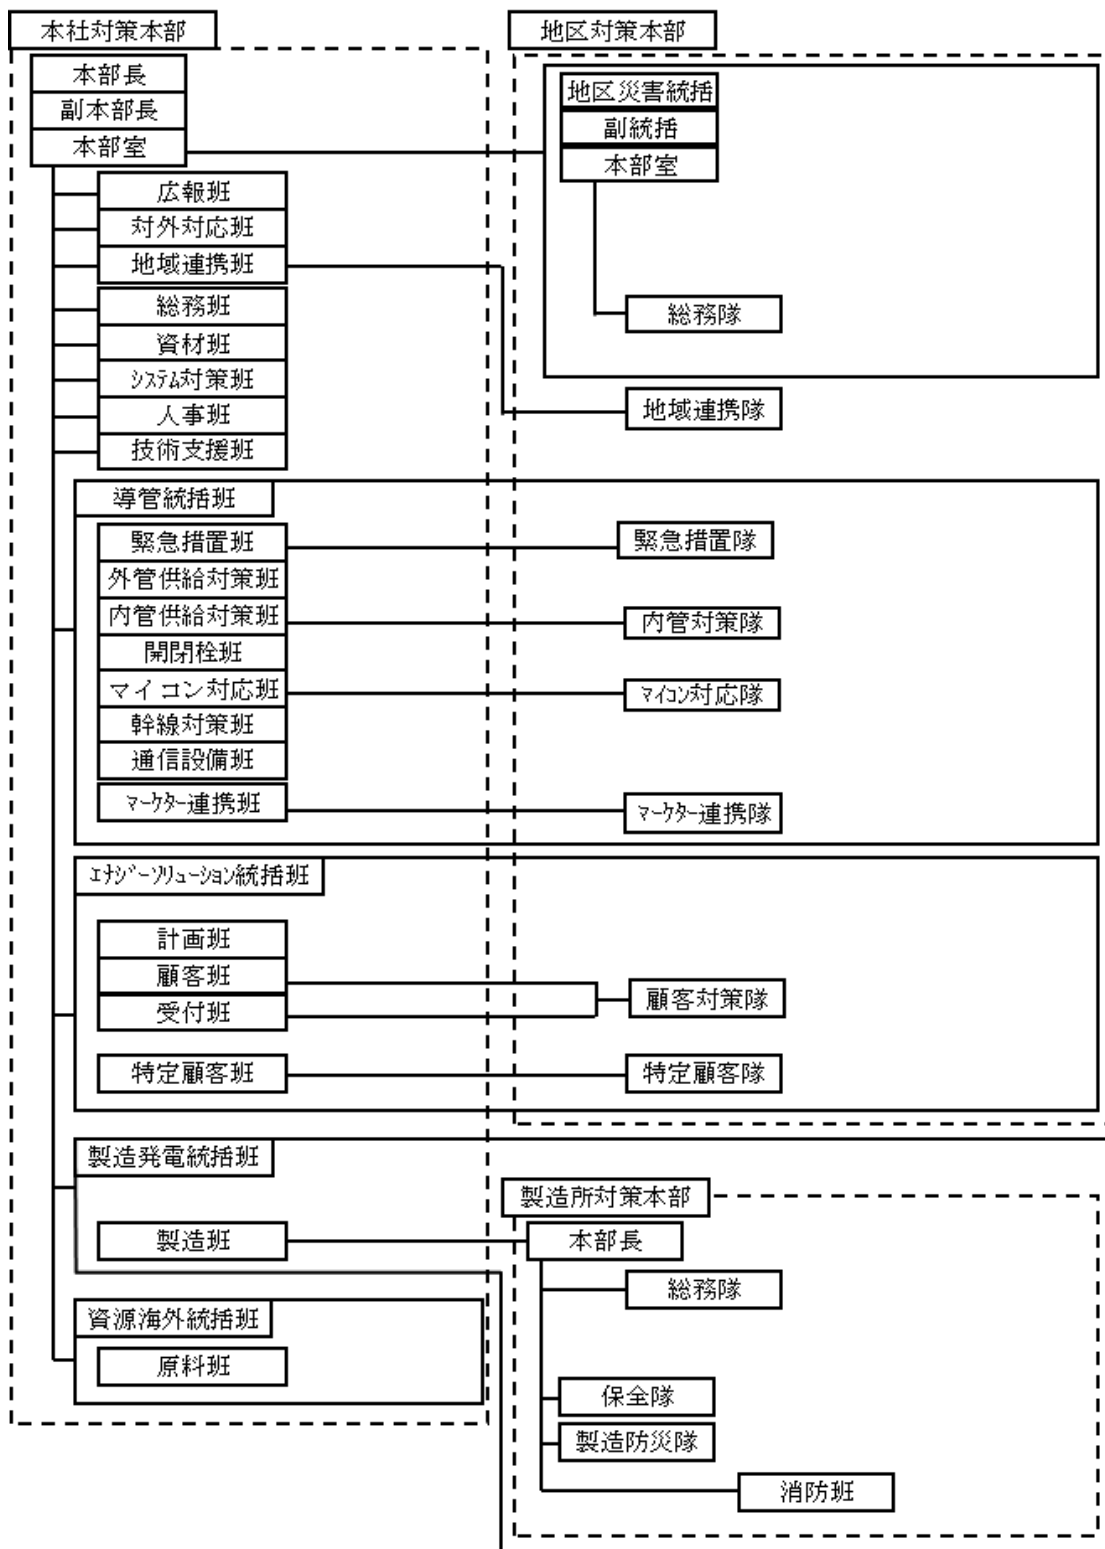 本社対策本部
地区対策本部
本部長
副本部長
本部室
地区災害統括
副統括
本部室
広報班
対外対応班
地域連携班
総務班
資材班
ｼｽﾃﾑ対策班
人事班
技術支援班
総務隊
地域連携隊
導管統括班
緊急措置班
緊急措置隊
外管供給対策班
内管供給対策班
内管対策隊
開閉栓班
マイコン対応班
ﾏｲｺﾝ対応隊
幹線対策班
通信設備班
ﾏｰｹﾀｰ連携班
ﾏｰｹﾀｰ連携隊
ｴﾅｼﾞｰｿﾘｭｰｼｮﾝ統括班
計画班
顧客班
受付班
顧客対策隊
特定顧客班
特定顧客隊
製造発電統括班
製造班
製造所対策本部
本部長
総務隊
資源海外統括班
原料班
保全隊
製造防災隊
消防班